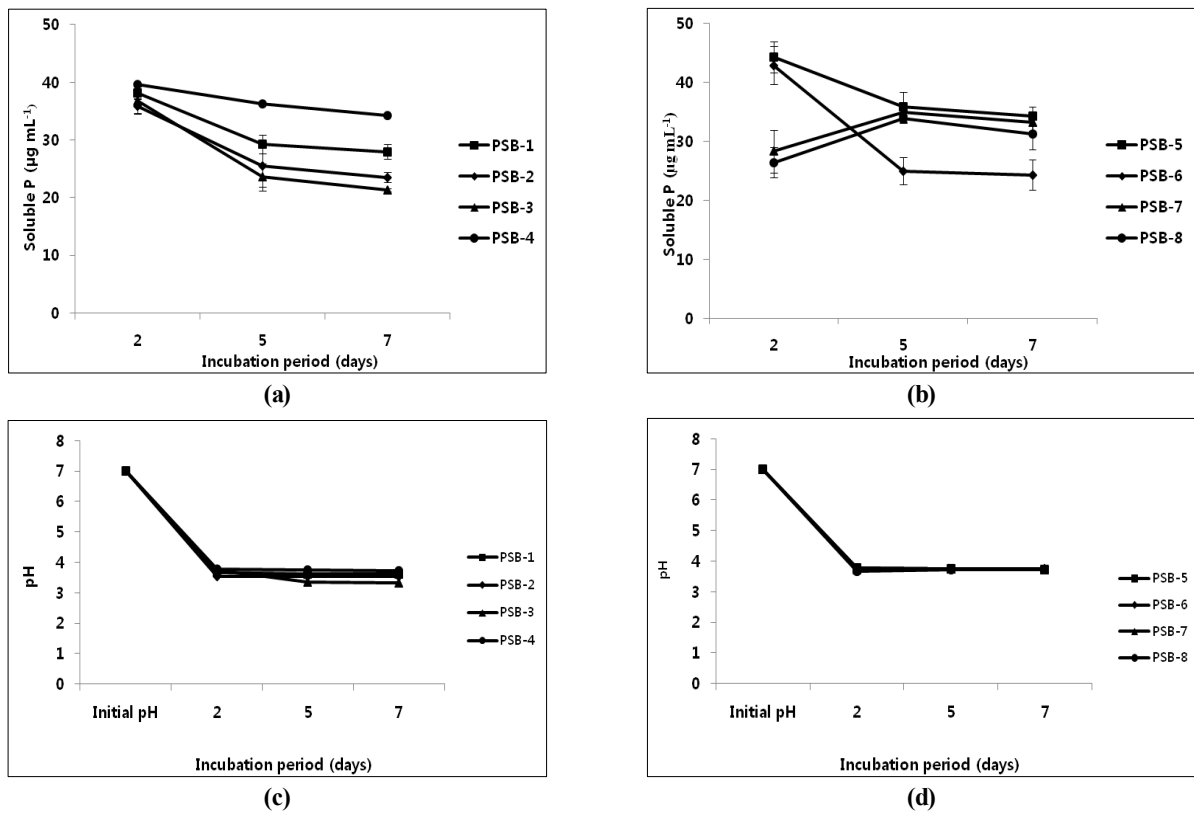 50
40
30
20
10
0
Soluble P (µg mL-1)
2 5 7
Incubation period (days)
PSB-1
PSB-2
PSB-3
PSB-4
(a)
50
40
30
20
10
0
Soluble P (µg mL-1)
2 5 7
Incubation period (days)
PSB-5
PSB-6
PSB-7
PSB-8
(b)
8
7
6
5
4
3
2
1
0
pH
Initial pH 2 5 7
Incubation period (days)
PSB-1
PSB-2
PSB-3
PSB-4
(c)
8
7
6
5
4
3
2
1
0
pH
Initial pH 2 5 7
Incubation period (days)
PSB-5
PSB-6
PSB-7
PSB-8
(d)